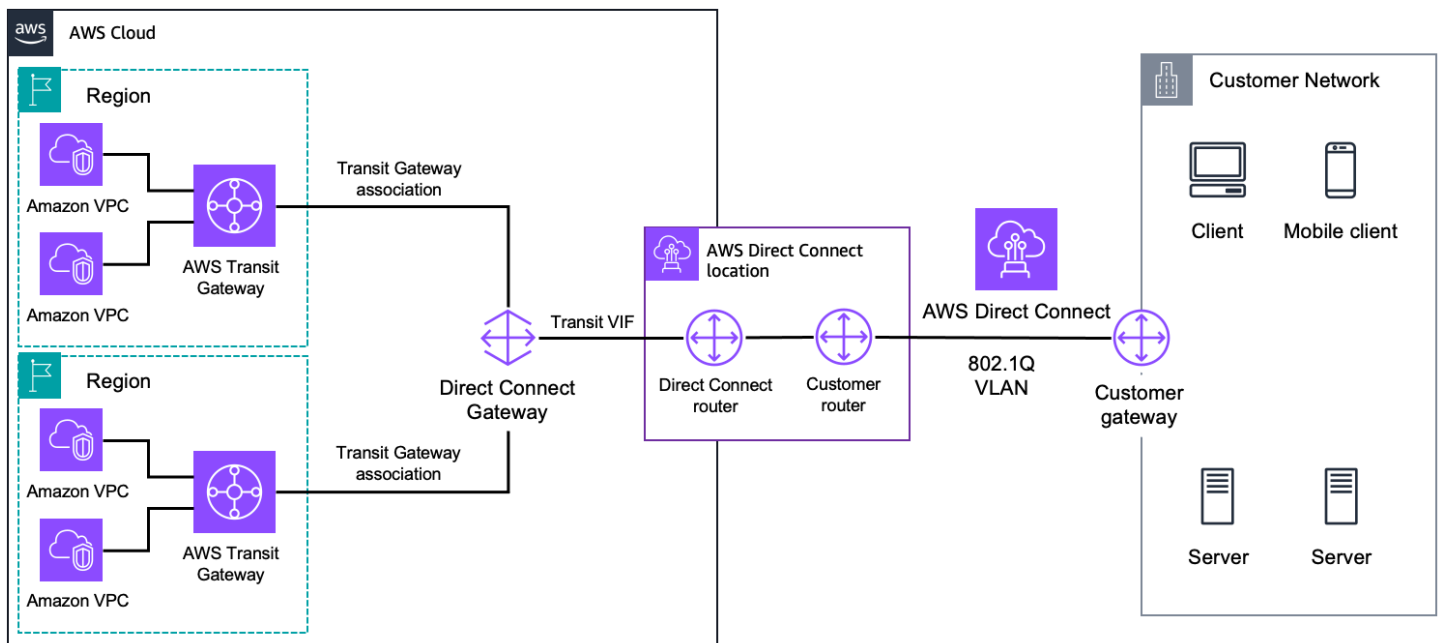 aws
AWS Cloud
Region
Amazon VPC
Amazon VPC
AWS Transit
Gateway
Transit Gateway
association
Region
Amazon VPC
Amazon VPC
AWS Transit
Gateway
Transit Gateway
association
Direct Connect
Gateway
Transit VIF
AWS Direct Connect
location
Direct Connect
router
Customer
router
AWS Direct Connect
802.1Q
VLAN
Customer
gateway
Customer Network
Client
Mobile client
Server
Server